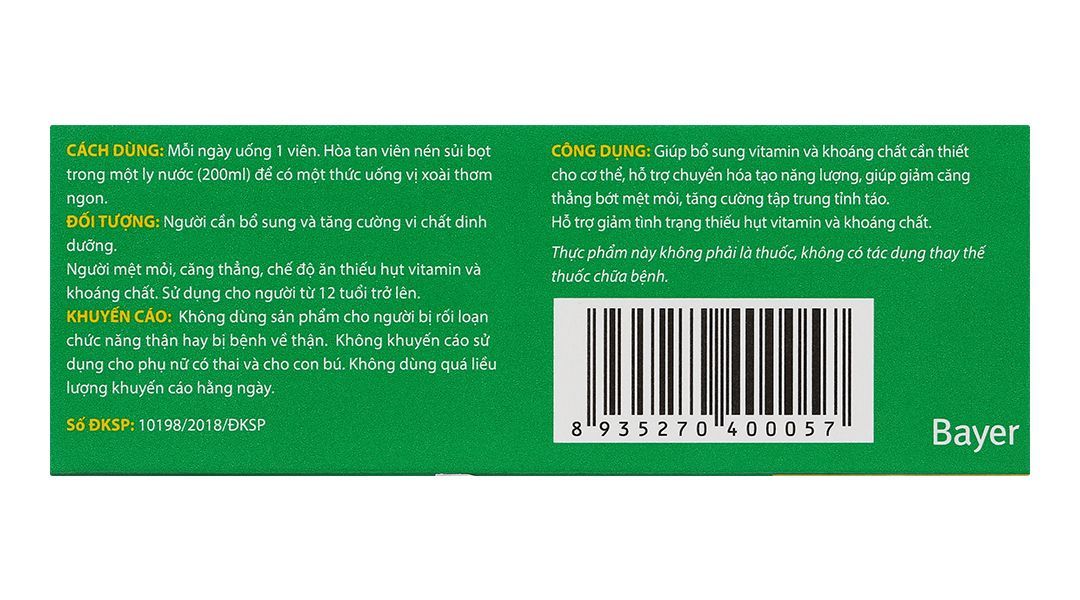 CÁCH DÙNG: Mỗi ngày uống 1 viên. Hòa tan viên nén sủi bọt
trong một ly nước (200ml) để có một thức uống vị xoài thơm
ngon.
ĐỐI TƯỢNG: Người cần bổ sung và tăng cường vi chất dinh
dưỡng.
Người mệt mỏi, căng thẳng, chế độ ăn thiếu hụt vitamin và
khoáng chất. Sử dụng cho người từ 12 tuổi trở lên.
KHUYẾN CÁO: Không dùng sản phẩm cho người bị rối loạn
chức năng thận hay bị bệnh về thận. Không khuyến cáo sử
dụng cho phụ nữ có thai và cho con bú. Không dùng quá liều
lượng khuyến cáo hằng ngày.
Số ĐKSP: 10198/2018/ĐKSP
CÔNG DỤNG: Giúp bổ sung vitamin và khoáng chất cần thiết
cho cơ thể, hỗ trợ chuyển hóa tạo năng lượng, giúp giảm căng
thẳng bớt mệt mỏi, tăng cường tập trung tỉnh táo.
Hỗ trợ giảm tình trạng thiếu hụt vitamin và khoáng chất.
Thực phẩm này không phải là thuốc, không có tác dụng thay thế
thuốc chữa bệnh.
8 935270 400057
Bayer